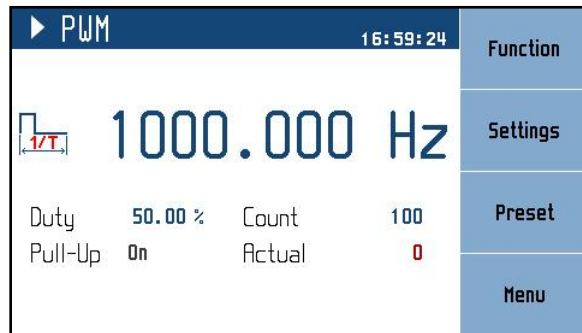 PWM 16:59:24
1/T 1000.000 Hz
Duty 50.00 % Count 100
Pull-Up On Actual 0
Function
Settings
Preset
Menu